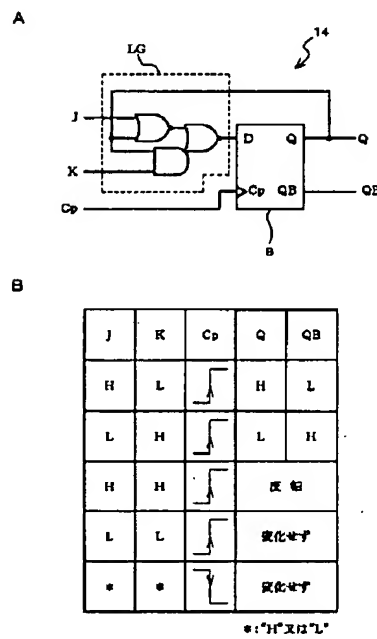 A
LG
14
J
K
Cp
D Q
Cp QB
Q
QB
B
B
J K Cp Q QB
H L H L
L H L H
H H 反転
L L 変化せず
* * 変化せず
*:"H"又は"L"